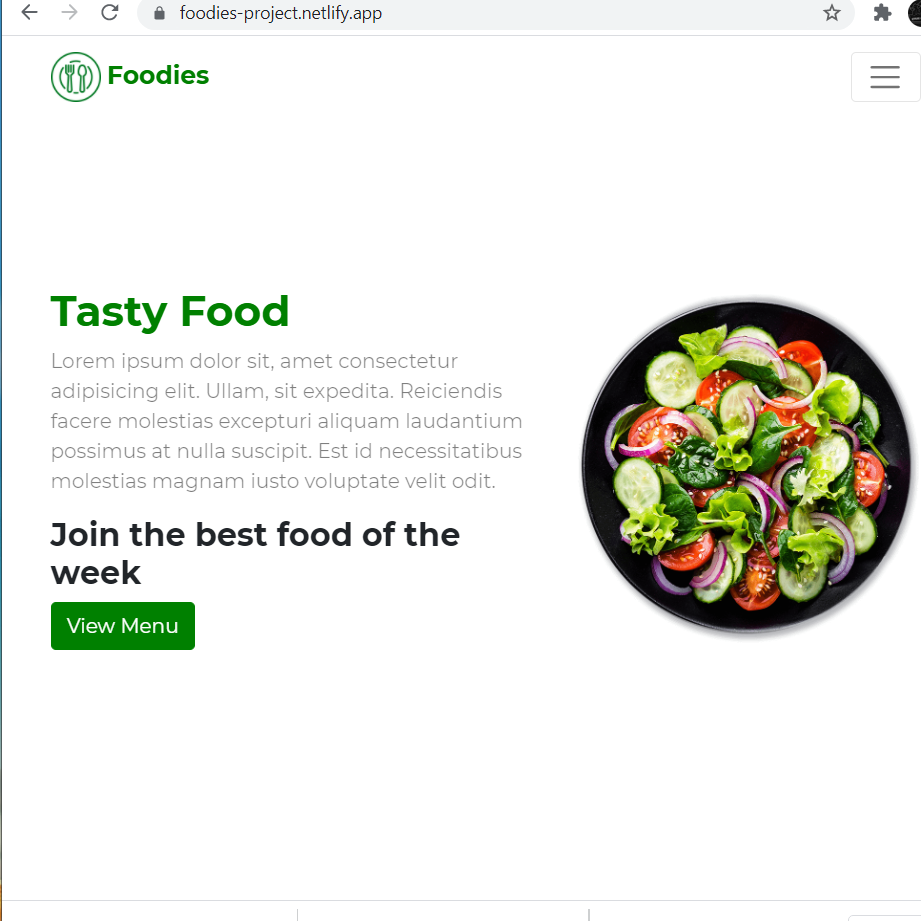 foodies-project.netlify.app
Foodies
Tasty Food
Lorem ipsum dolor sit, amet consectetur
adipisicing elit. Ullam, sit expedita. Reiciendis
facere molestias excepturi aliquam laudantium
possimus at nulla suscipit. Est id necessitatibus
molestias magnam iusto voluptate velit odit.
Join the best food of the
week
View Menu